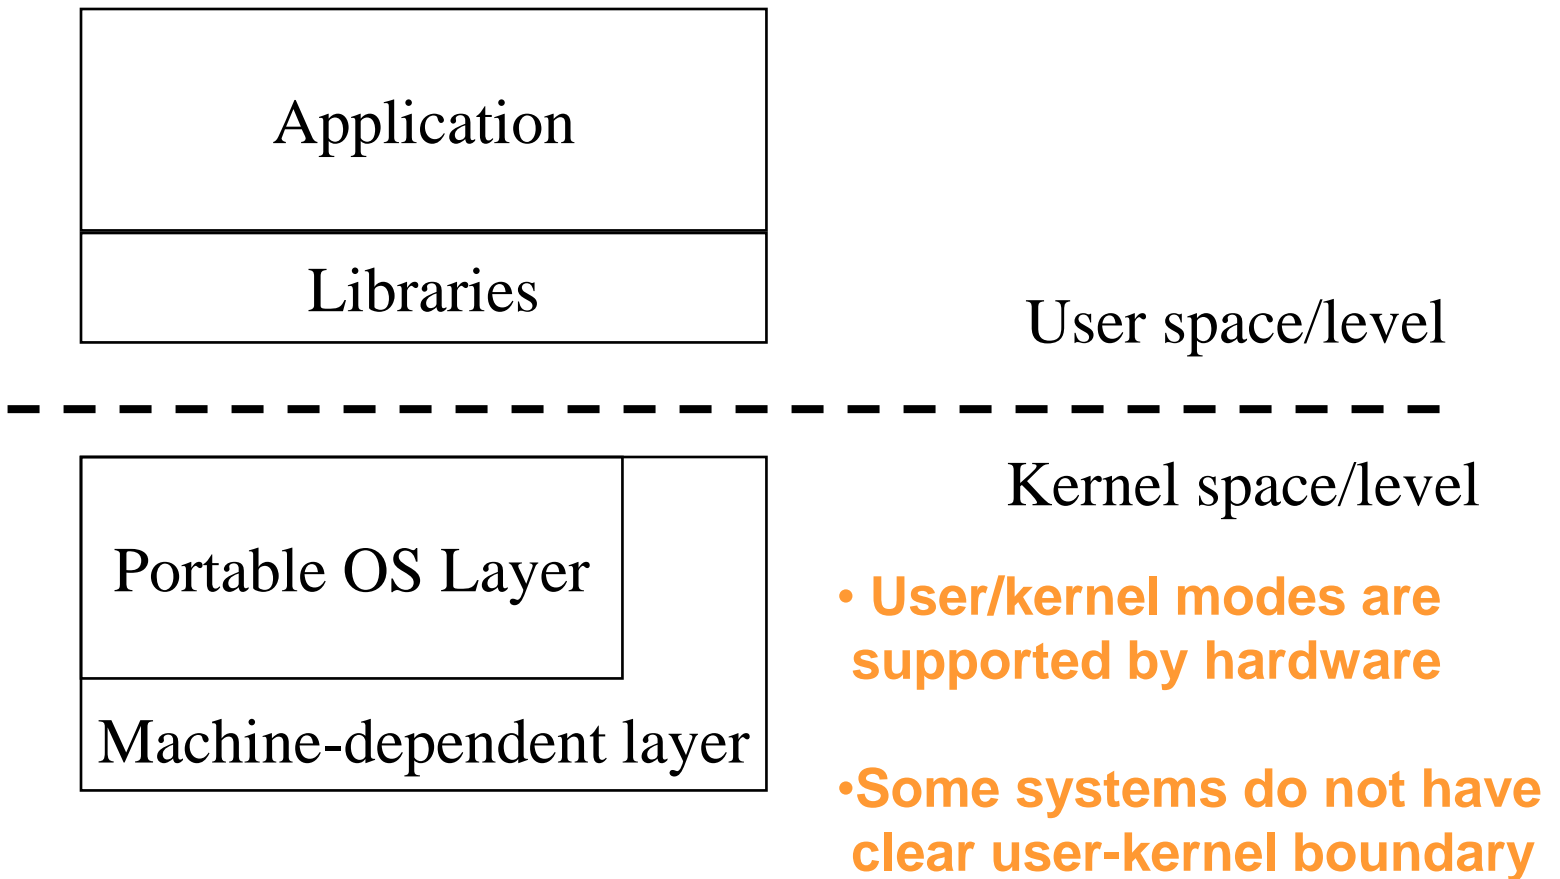 Application
Libraries
User space/level
Kernel space/level
Portable OS Layer
Machine-dependent layer
• User/kernel modes are
supported by hardware
•Some systems do not have
clear user-kernel boundary